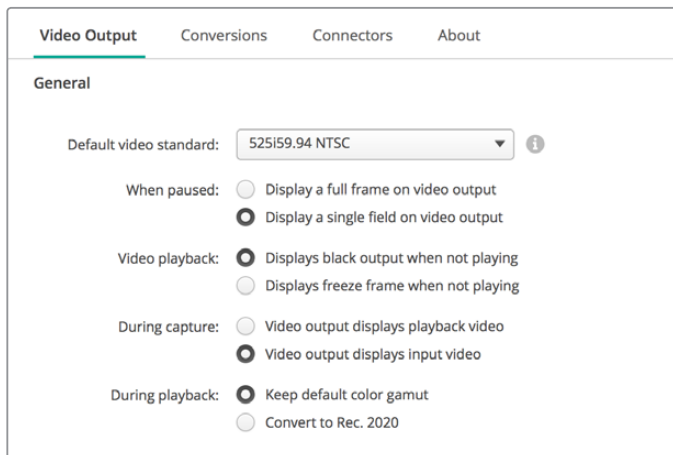 Video Output Conversions Connectors About
General
Default video standard: 525i59.94 NTSC
When paused: Display a full frame on video output
Display a single field on video output
Video playback: Displays black output when not playing
Displays freeze frame when not playing
During capture: Video output displays playback video
Video output displays input video
During playback: Keep default color gamut
Convert to Rec. 2020